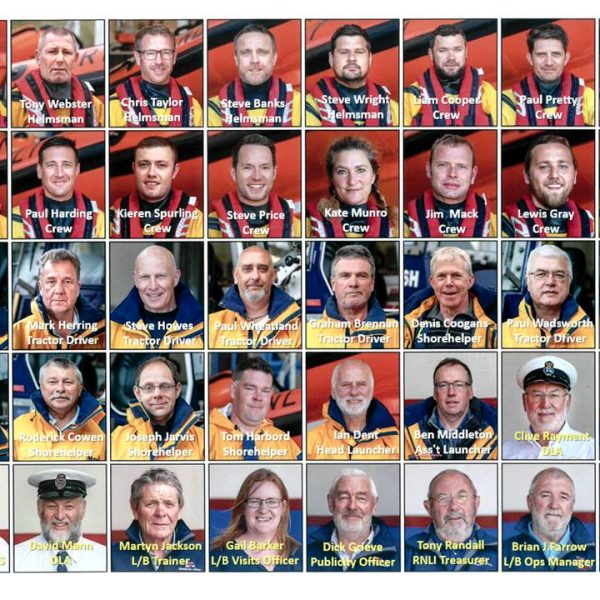 Tony Webster
Helmsman
Chris Taylor
Helmsman
Steve Banks
Helmsman
Steve Wright
Helmsman
Liam Cooper
Crew
Paul Pretty
Crew
Paul Harding
Crew
Kieren Spurling
Crew
Steve Price
Crew
Kate Munro
Crew
Jim Mack
Crew
Lewis Gray
Crew
Mark Herring
Tractor Driver
Steve Howes
Tractor Driver
Paul Wheatland
Tractor Driver
Graham Brennan
Tractor Driver
Denis Coogans
Shorehelper
Paul Wadsworth
Tractor Driver
Roderick Cowen
Shorehelper
Joseph Jarvis
Shorehelper
Tom Harbord
Shorehelper
Ian Dent
Head Launcher
Ben Middleton
Ass't Launcher
Clive Rayment
DLA
David Mann
DLA
Martyn Jackson
L/B Trainer
Gail Barker
L/B Visits Officer
Dick Grieve
Publicity Officer
Tony Randall
RNLI Treasurer
Brian J Farrow
L/B Ops Manager